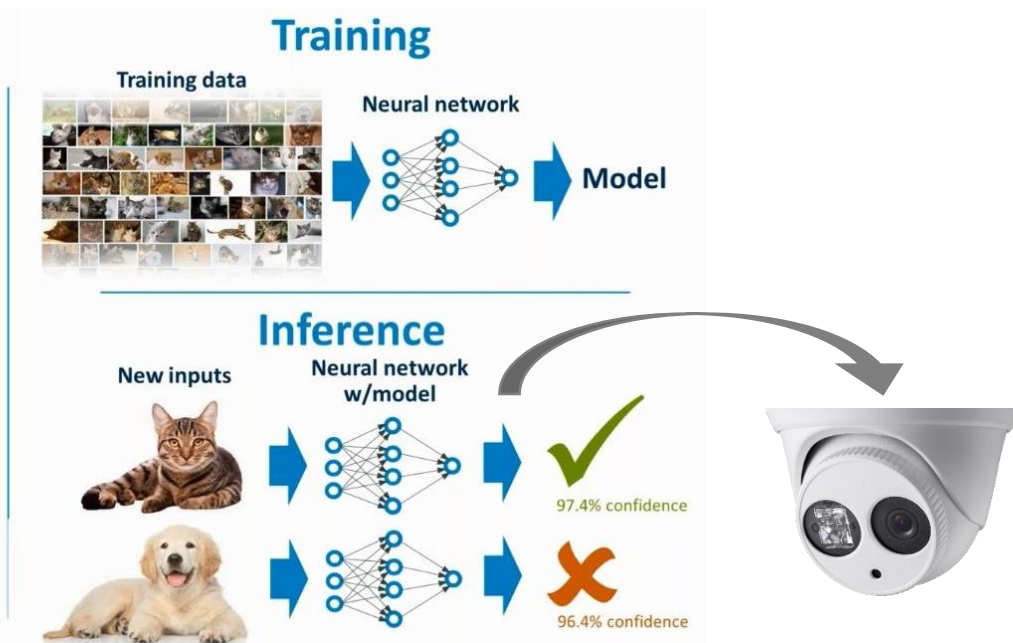 Training
Training data
Neural network
Model
Inference
New inputs
Neural network
w/model
97.4% confidence
96.4% confidence